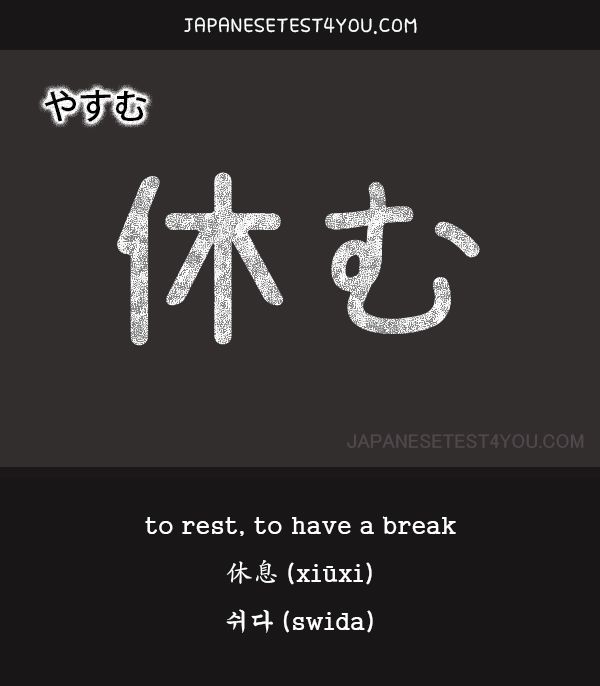 JAPANESETEST4YOU.COM
やすむ
休む
JAPANESETEST4YOU.COM
to rest, to have a break
休息 (xiūxi)
쉬다 (swida)